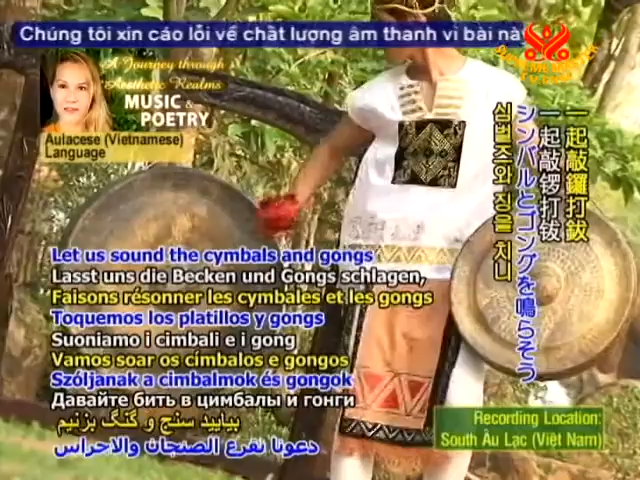 Chúng tôi xin cáo lỗi về chất lượng âm thanh vì bài nà
SUPREME MASTER
TELEVISION
A Journey through
Aesthetic Realms
MUSIC &
POETRY
Aulacese (Vietnamese)
Language
Let us sound the cymbals and gongs
Lasst uns die Becken und Gongs schlagen,
Faisons résonner les cymbales et les gongs
Toquemos los platillos y gongs
Suoniamo i cimbali e i gong
Vamos soar os címbalos e gongos
Szóljanak a cimbalmok és gongok
Давайте бить в цимбалы и гонги
بیایید سنج و گنگ بزنیم
دعونا نقرع الصنجان والاجراس
一起敲鑼打鈸
一起敲锣打钹
シンバルとゴングを鳴らそう
심벌즈와 징을 치니
Recording Location:
South Âu Lạc (Việt Nam)